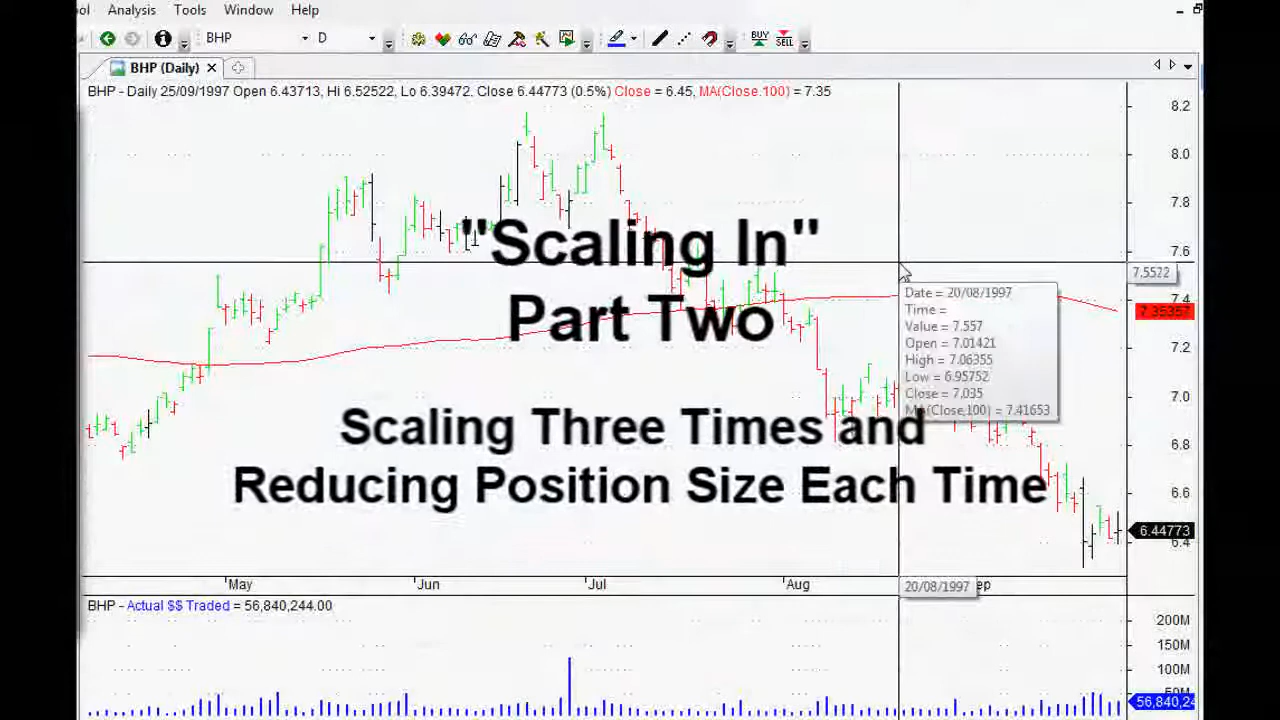 ol Analysis Tools Window Help
BHP D BUY SELL
BHP (Daily)
BHP - Daily 25/09/1997 Open 6.43713, Hi 6.52522, Lo 6.39472, Close 6.44773 (0.5%) Close = 6.45, MA(Close,100) = 7.35
8.2
8.0
7.8
"Scaling In"
7.6
7.5522
Part Two
Date = 20/08/1997
Time =
Value = 7.557
Open = 7.01421
High = 7.06355
Low = 6.95752
Close = 7.035
MA(Close,100) = 7.41653
7.4
7.35357
7.2
7.0
Scaling Three Times and
6.8
Reducing Position Size Each Time
6.6
6.44773
6.4
May Jun Jul Aug 20/08/1997 ep
BHP - Actual $$ Traded = 56,840,244.00
200M
150M
100M
50M
56,840,24